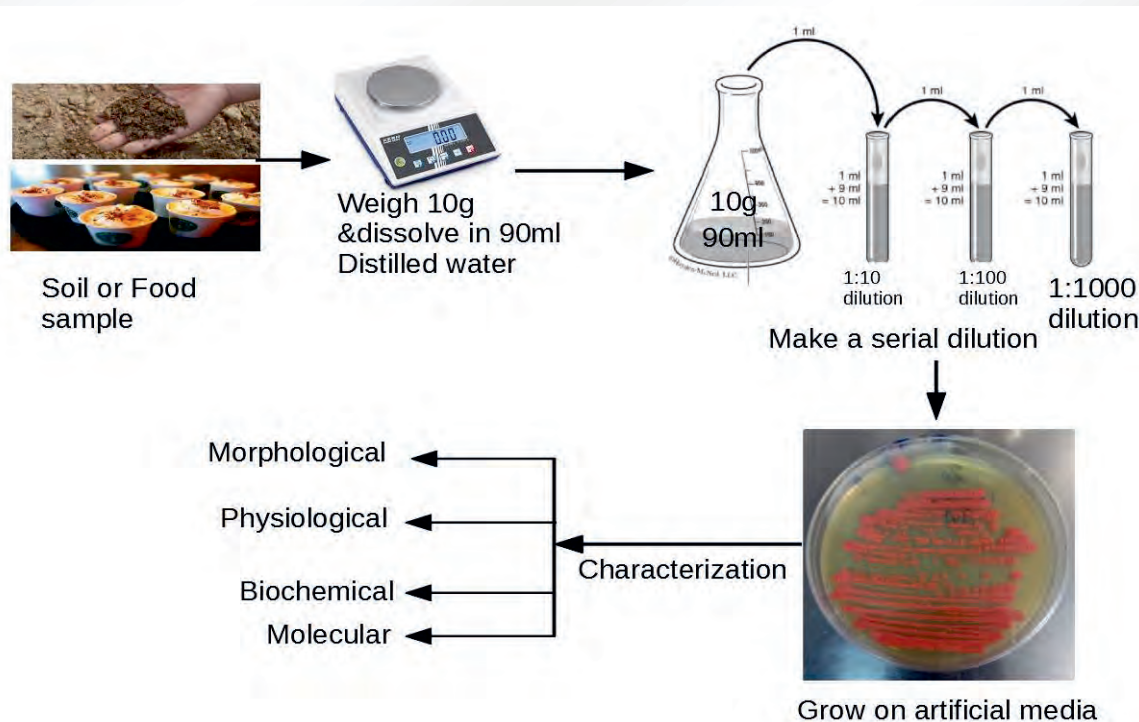 Soil or Food
sample
0.00
Weigh 10g
&dissolve in 90ml
Distilled water
10g
90ml
1 ml
1 ml
1 ml
1 ml
+ 9 ml
= 10 ml
1 ml
+ 9 ml
= 10 ml
1 ml
+ 9 ml
= 10 ml
1:10
dilution
1:100
dilution
1:1000
dilution
Make a serial dilution
Morphological
Physiological
Biochemical
Molecular
Characterization
Grow on artificial media